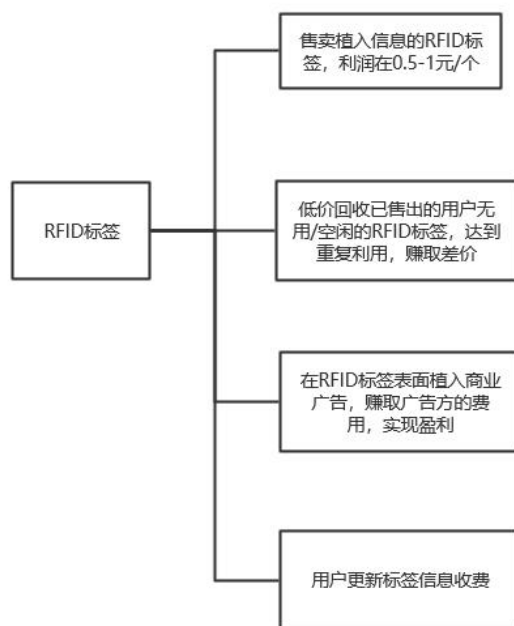 售卖植入信息的RFID标
签，利润在0.5-1元/个
RFID标签
低价回收已售出的用户无
用/空闲的RFID标签，达到
重复利用，赚取差价
在RFID标签表面植入商业
广告，赚取广告方的费
用，实现盈利
用户更新标签信息收费